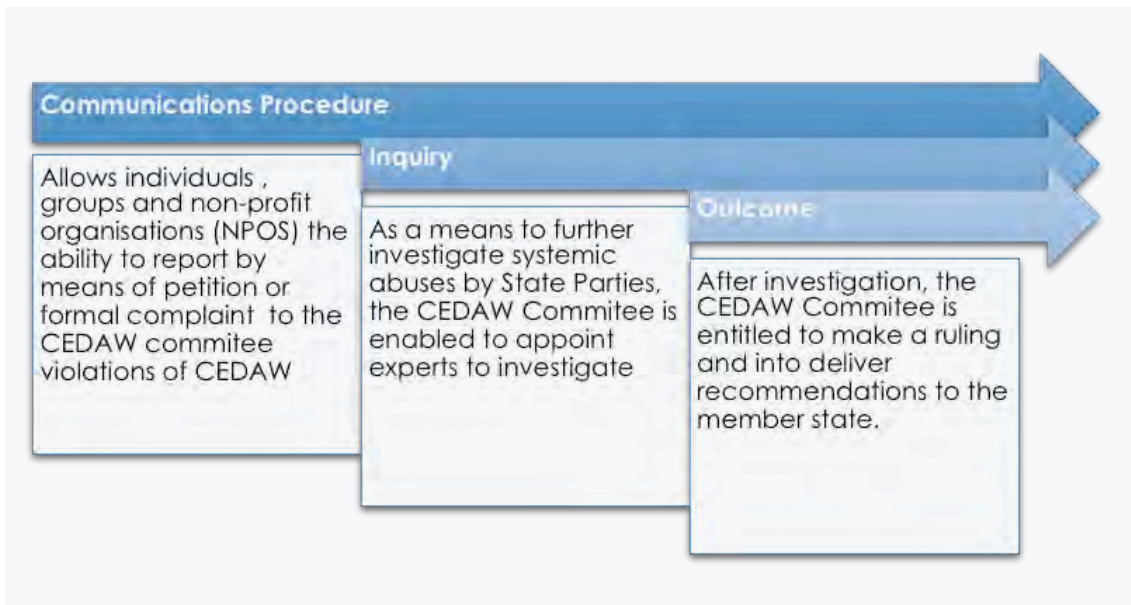 Communications Procedure
Allows individuals ,
groups and non-profit
organisations (NPOS) the
ability to report by
means of petition or
formal complaint to the
CEDAW commitee
violations of CEDAW
Inquiry
As a means to further
investigate systemic
abuses by State Parties,
the CEDAW Commitee is
enabled to appoint
experts to investigate
Outcome
After investigation, the
CEDAW Commitee is
entitled to make a ruling
and into deliver
recommendations to the
member state.